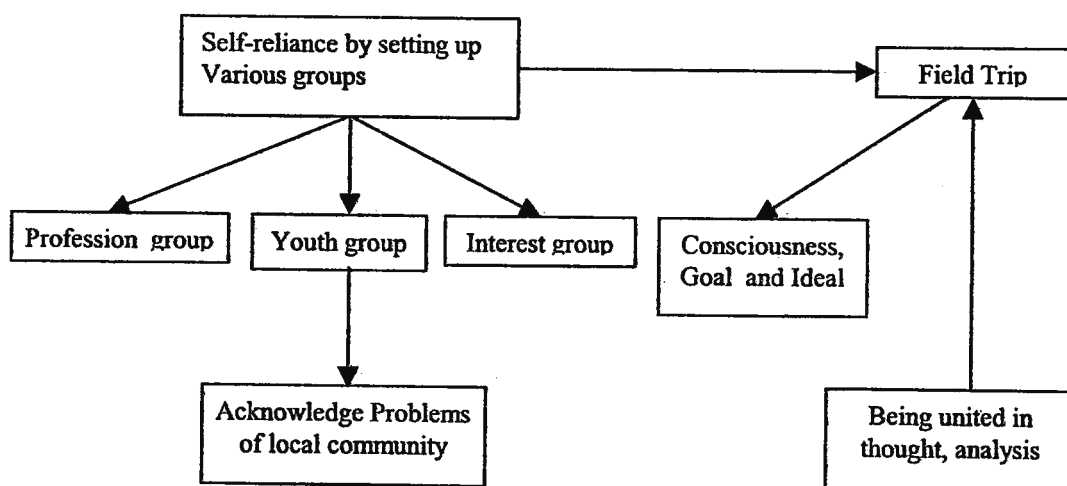 Self-reliance by setting up
Various groups
Field Trip
Profession group
Youth group
Interest group
Consciousness,
Goal and Ideal
Acknowledge Problems
of local community
Being united in
thought, analysis